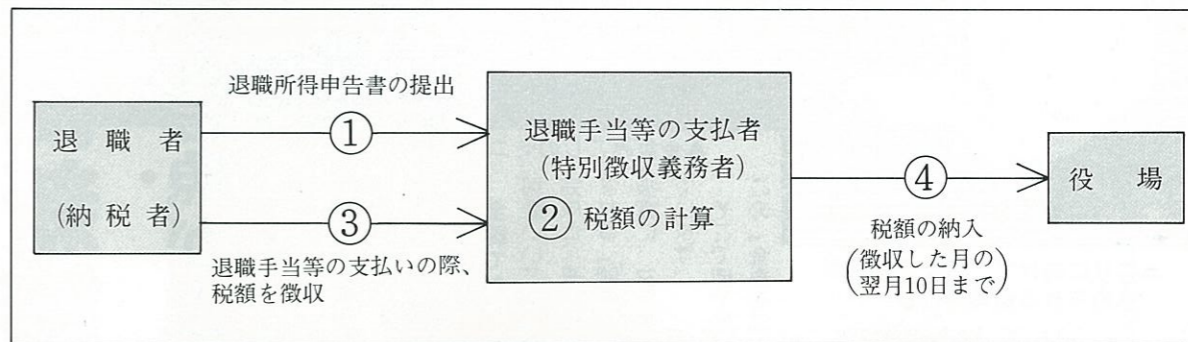 退職所得申告書の提出
①
退職者
(納税者)
③
退職手当等の支払いの際、
税額を徴収
退職手当等の支払者
(特別徴収義務者)
②税額の計算
④
税額の納入
(徴収した月の
翌月10日まで)
役場